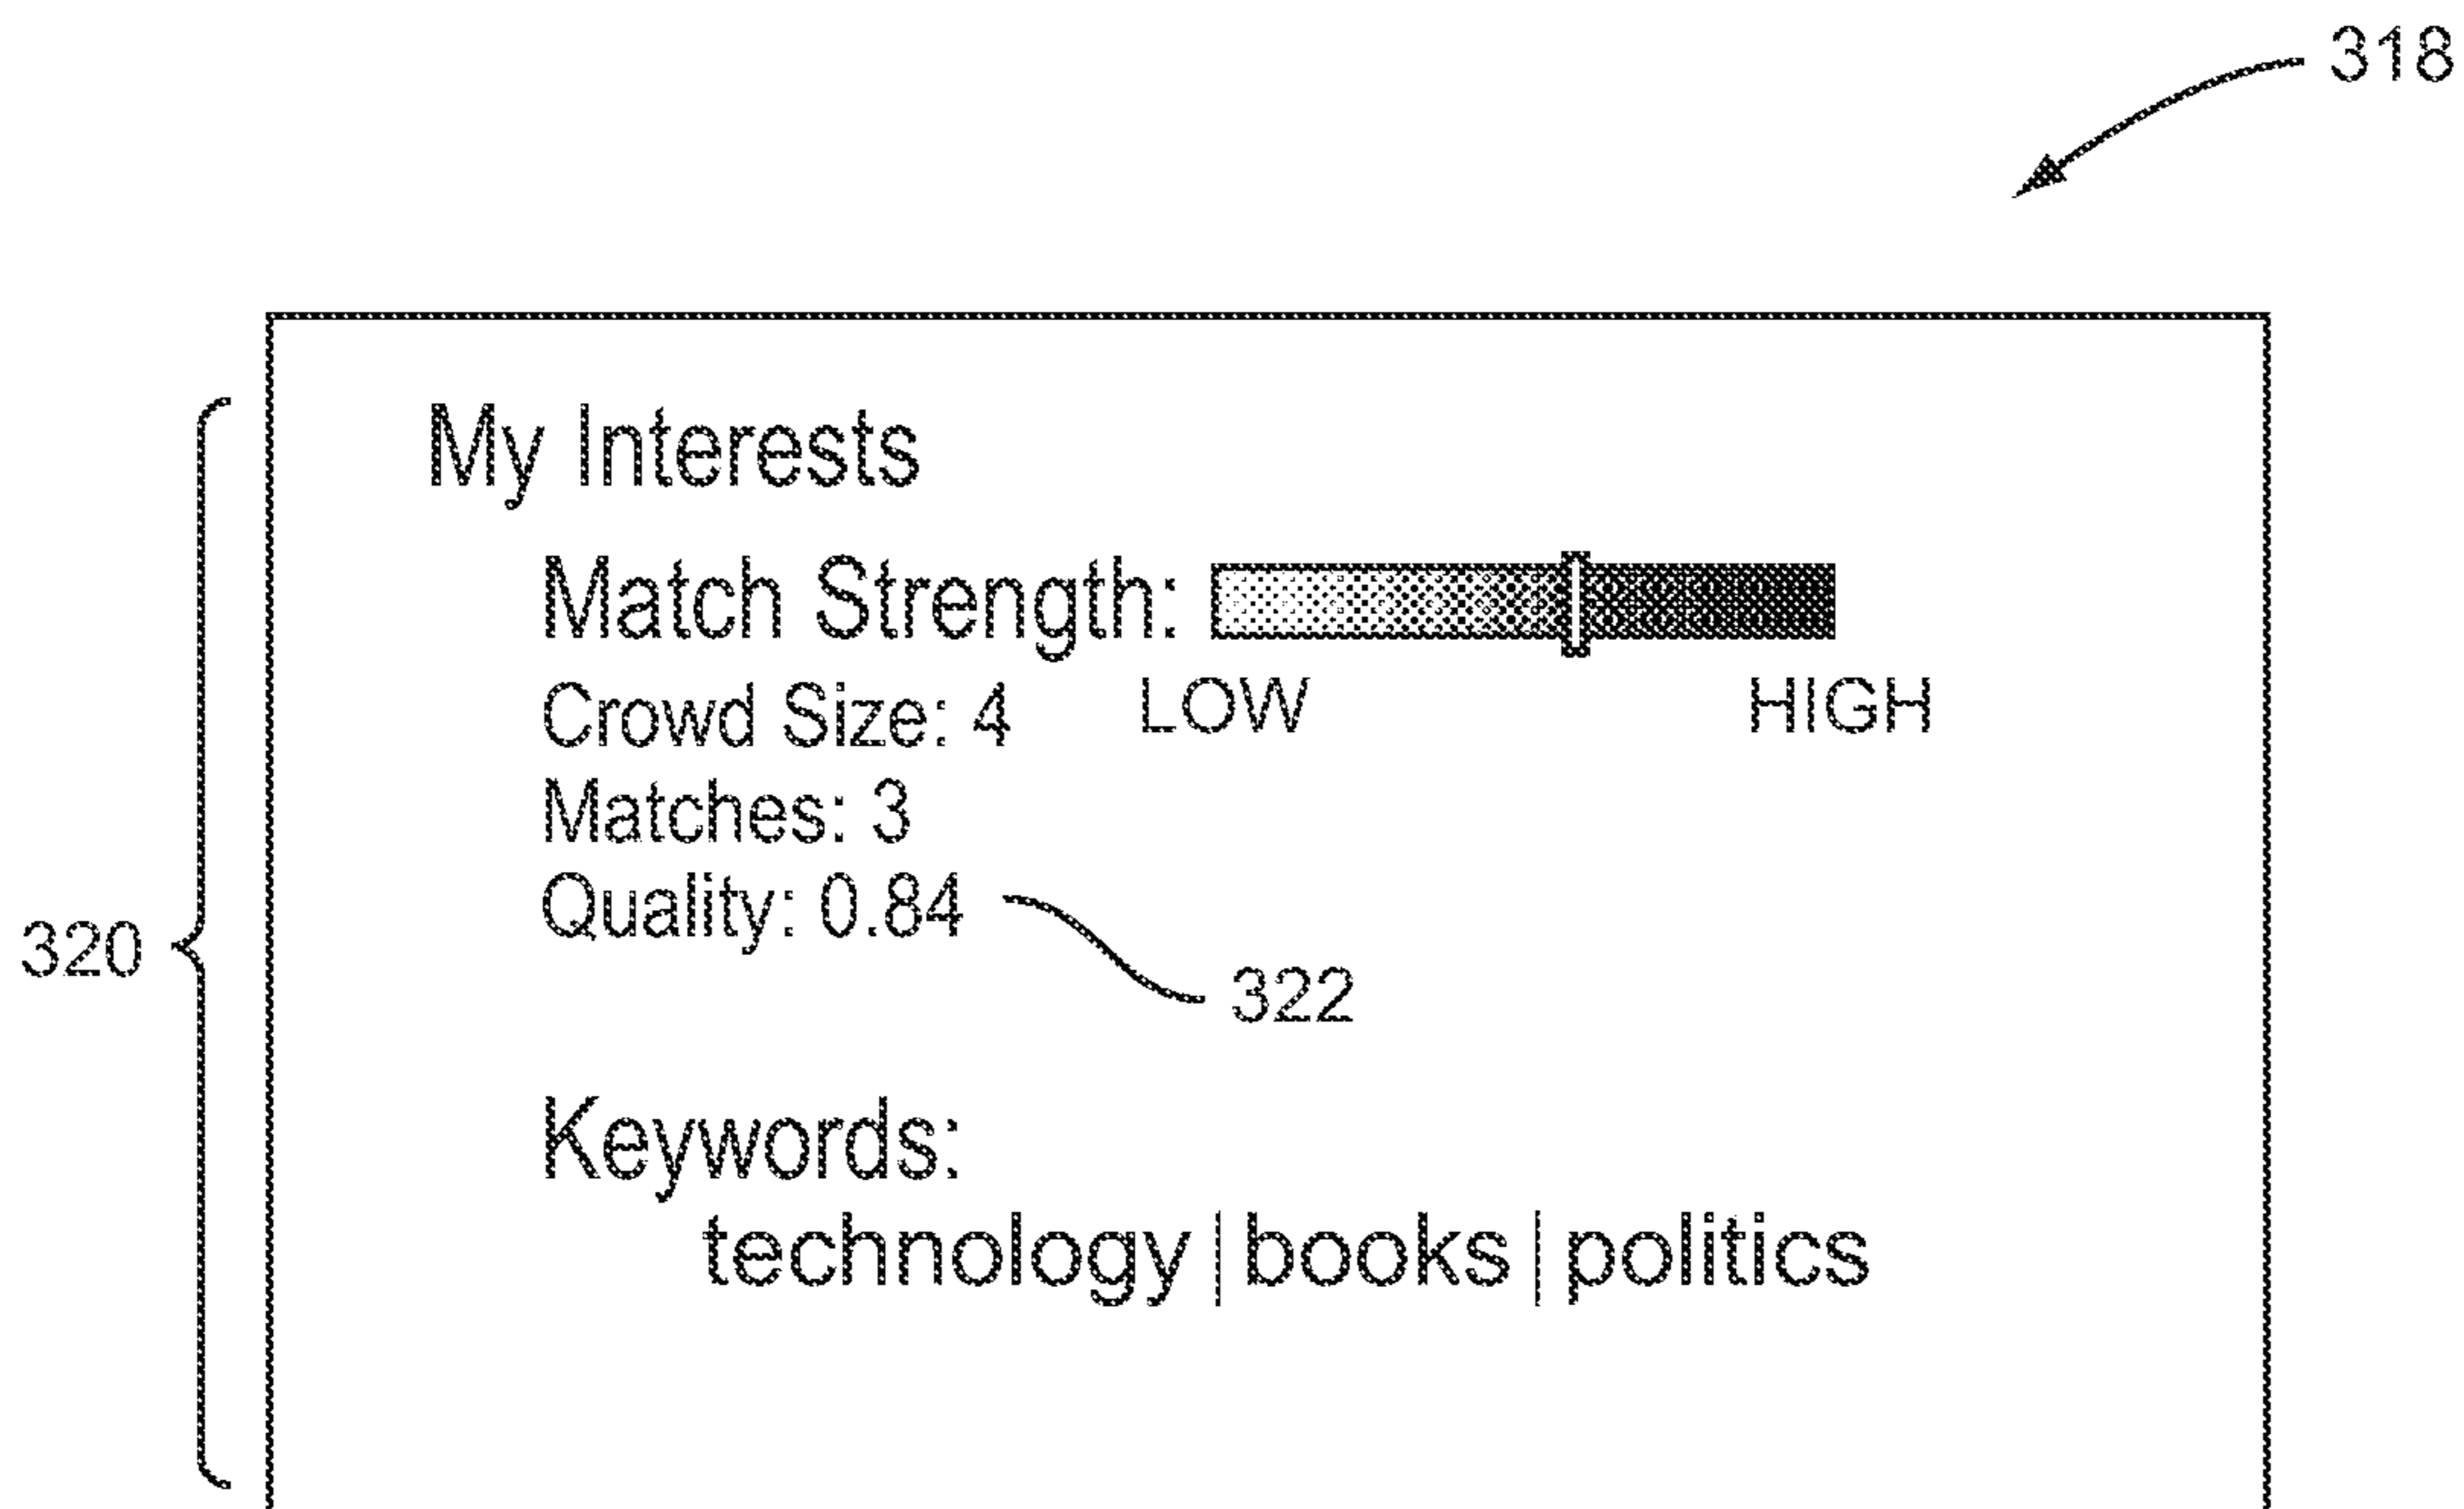 318
My Interests
Match Strength:
Crowd Size: 4 LOW HIGH
Matches: 3
Quality: 0.84
320
322
Keywords:
technology | books | politics